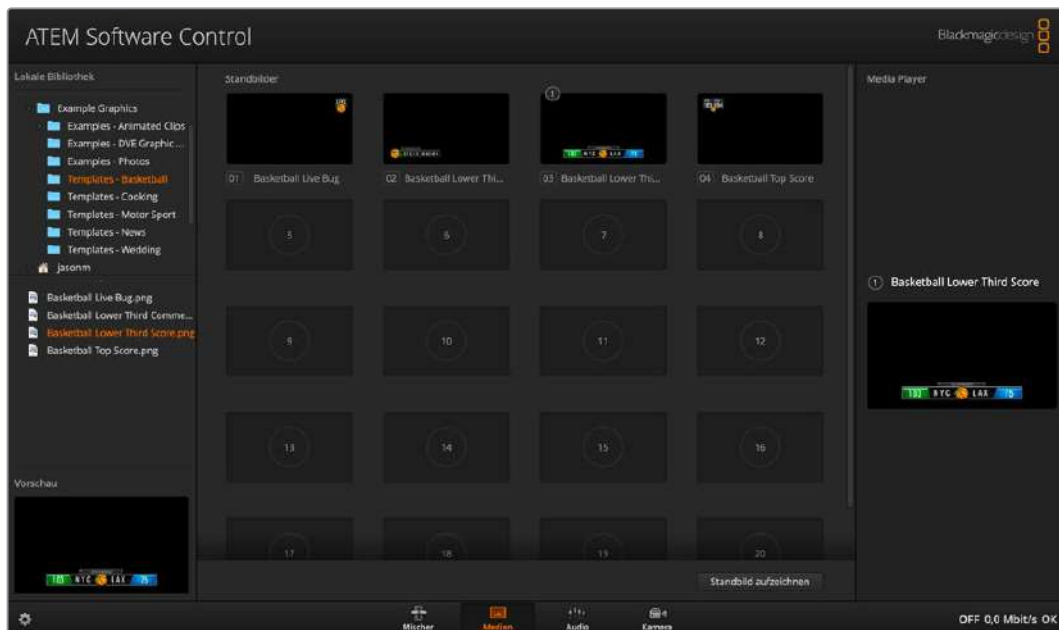 ATEM Software Control
Blackmagicdesign
Lokale Bibliothek
Example Graphics
Examples - Animated Clips
Examples - DVE Graphic ...
Examples - Photos
Templates - Basketball
Templates - Cooking
Templates - Motor Sport
Templates - News
Templates - Wedding
jasonm
Basketball Live Bug.png
Basketball Lower Third Comme...
Basketball Lower Third Score.png
Basketball Top Score.png
Vorschau
NYC LAX 75
Standbilder
1
01 Basketball Live Bug
02 Basketball Lower Thi...
03 Basketball Lower Thi...
04 Basketball Top Score
5
6
7
8
9
10
11
12
13
14
15
16
17
18
19
20
Standbild aufzeichnen
Media Player
1 Basketball Lower Third Score
NYC LAX 75
Mischer
Medien
Audio
Kamera
OFF 0,0 Mbit/s OK